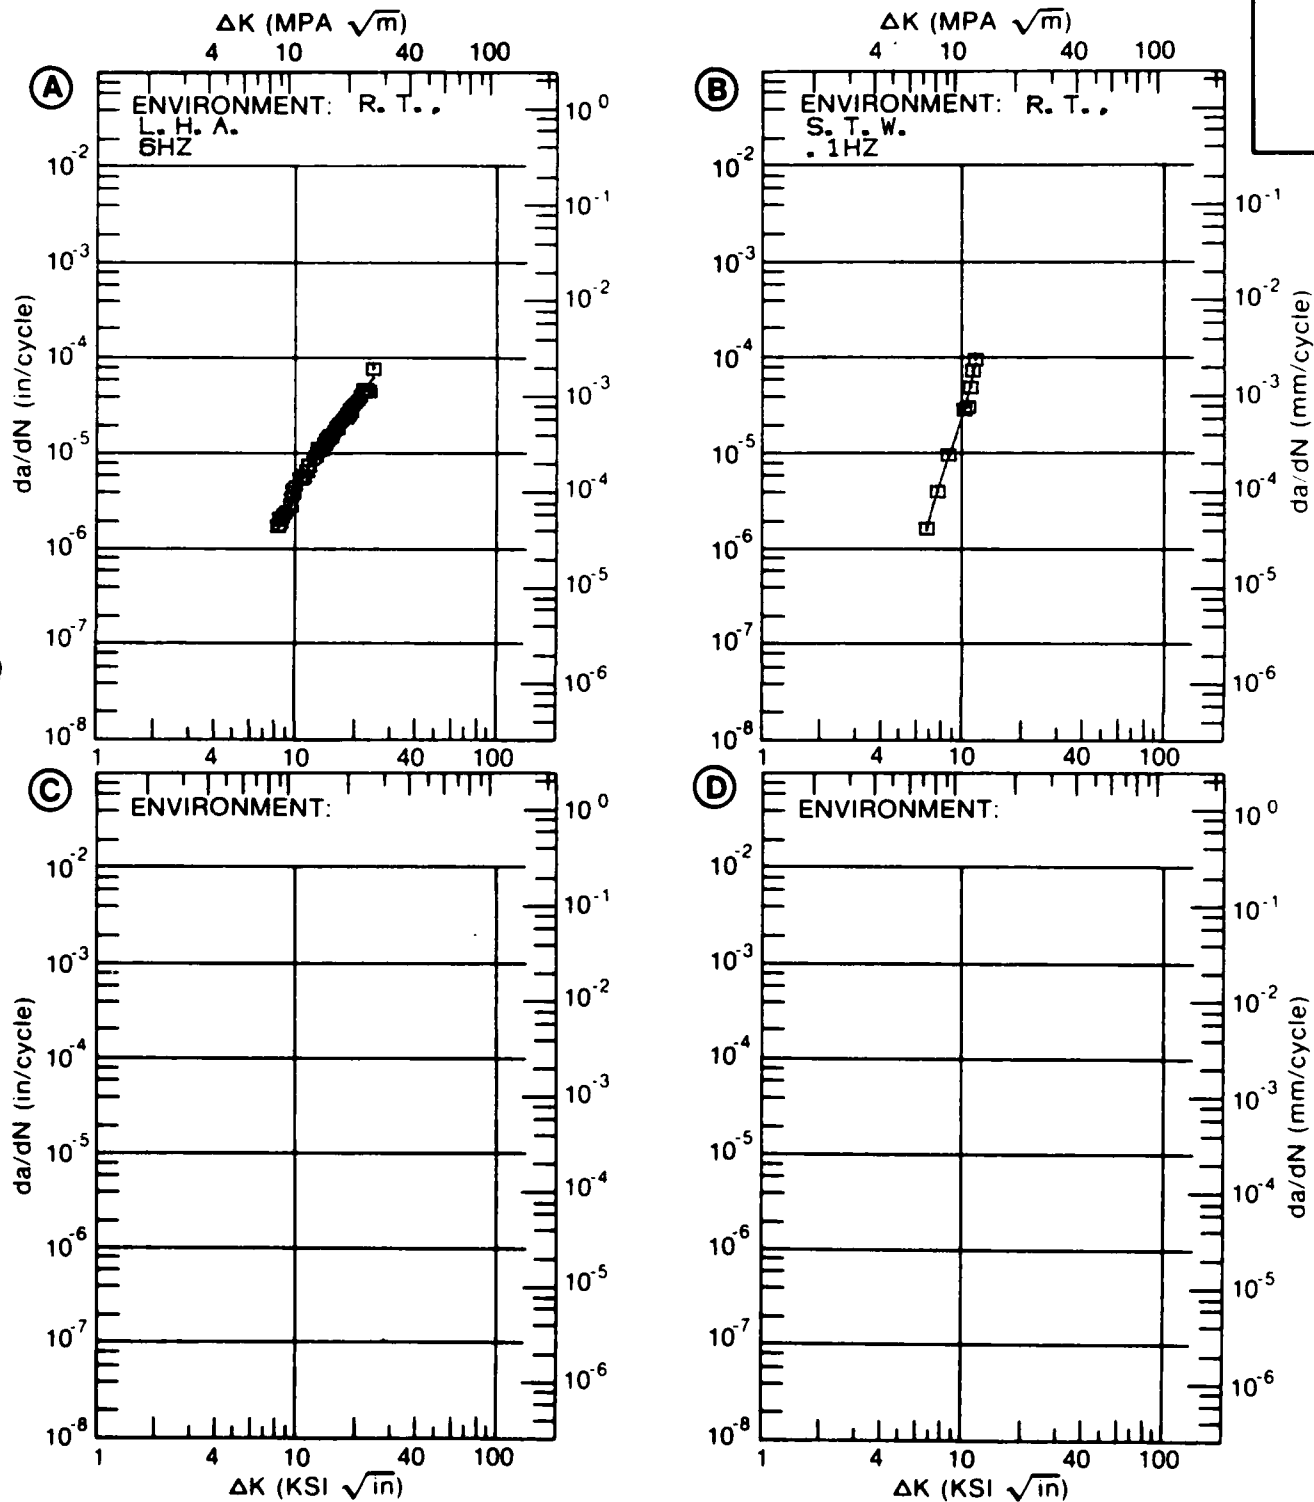 ΔK (MPA √m) ΔK (MPA √m)
4 10 40 100 4 10 40 100
A ENVIRONMENT: R. T., B ENVIRONMENT: R. T.,
L. H. A. S. T. W.
6HZ .1HZ
10⁰
10⁻² 10⁻²
10⁻¹ 10⁻¹
10⁻³ 10⁻³
10⁻² 10⁻²
10⁻⁴ 10⁻⁴
10⁻³ 10⁻³
10⁻⁵ 10⁻⁵
10⁻⁴ 10⁻⁴
10⁻⁶ 10⁻⁶
10⁻⁵ 10⁻⁵
10⁻⁷ 10⁻⁷
10⁻⁶ 10⁻⁶
10⁻⁸ 10⁻⁸
da/dN (in/cycle) da/dN (mm/cycle)
1 4 10 40 100 1 4 10 40 100
C ENVIRONMENT: D ENVIRONMENT:
10⁰ 10⁰
10⁻² 10⁻²
10⁻¹ 10⁻¹
10⁻³ 10⁻³
10⁻² 10⁻²
10⁻⁴ 10⁻⁴
10⁻³ 10⁻³
10⁻⁵ 10⁻⁵
10⁻⁴ 10⁻⁴
10⁻⁶ 10⁻⁶
10⁻⁵ 10⁻⁵
10⁻⁷ 10⁻⁷
10⁻⁶ 10⁻⁶
10⁻⁸ 10⁻⁸
da/dN (in/cycle) da/dN (mm/cycle)
1 4 10 40 100 1 4 10 40 100
ΔK (KSI √in) ΔK (KSI √in)